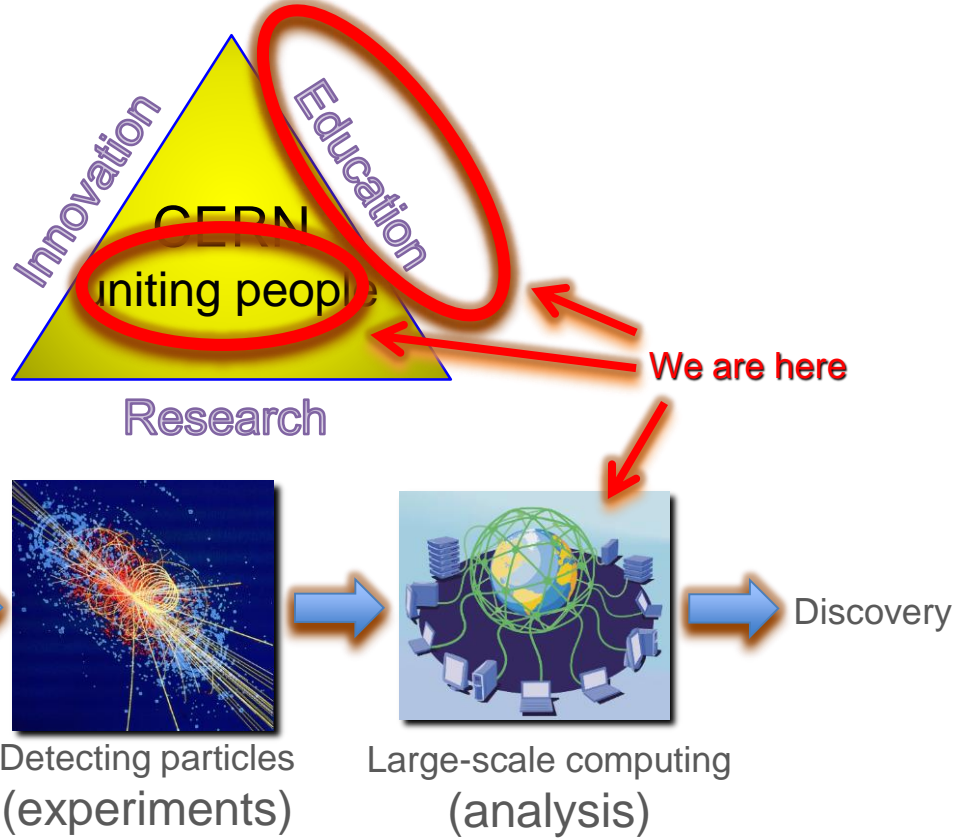 Innovation
Education
CERN
uniting people
We are here
Research
Discovery
Detecting particles
(experiments)
Large-scale computing
(analysis)